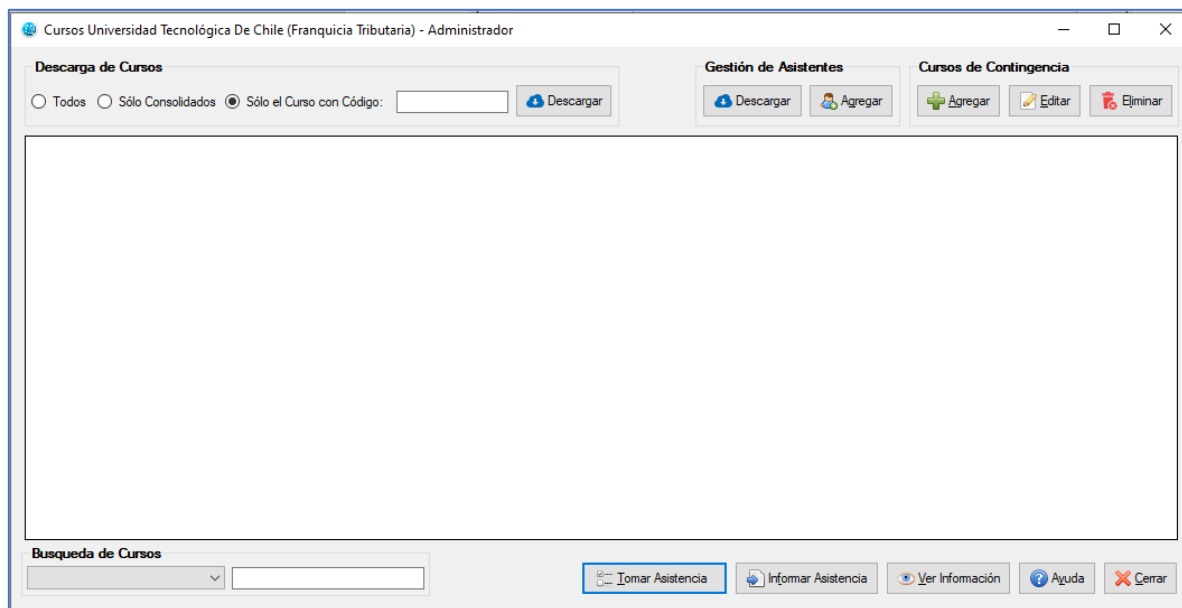 Cursos Universidad Tecnológica De Chile (Franquicia Tributaria) - Administrador
Descarga de Cursos
Todos Sólo Consolidados Sólo el Curso con Código: Descargar
Gestión de Asistentes
Descargar Agregar
Cursos de Contingencia
Agregar Editar Eliminar
Busqueda de Cursos
Tomar Asistencia Informar Asistencia Ver Información Ayuda Cerrar